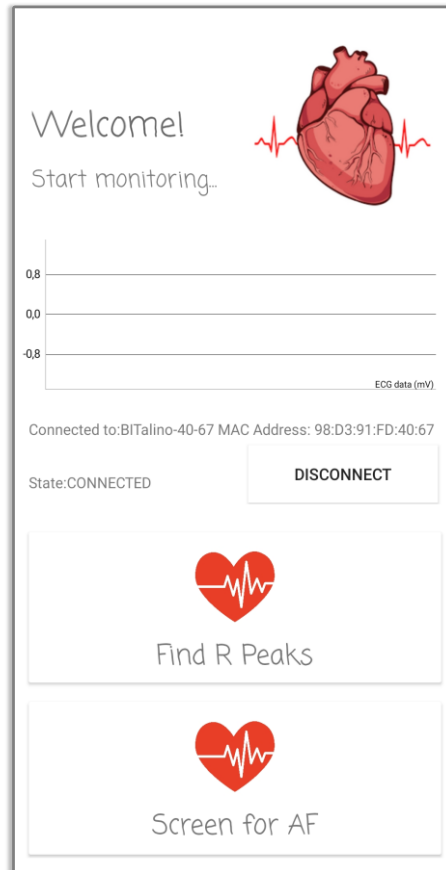 Welcome!
Start monitoring...
0,8
0,0
-0,8
ECG data (mV)
Connected to:BITalino-40-67 MAC Address: 98:D3:91:FD:40:67
State:CONNECTED
DISCONNECT
Find R Peaks
Screen for AF